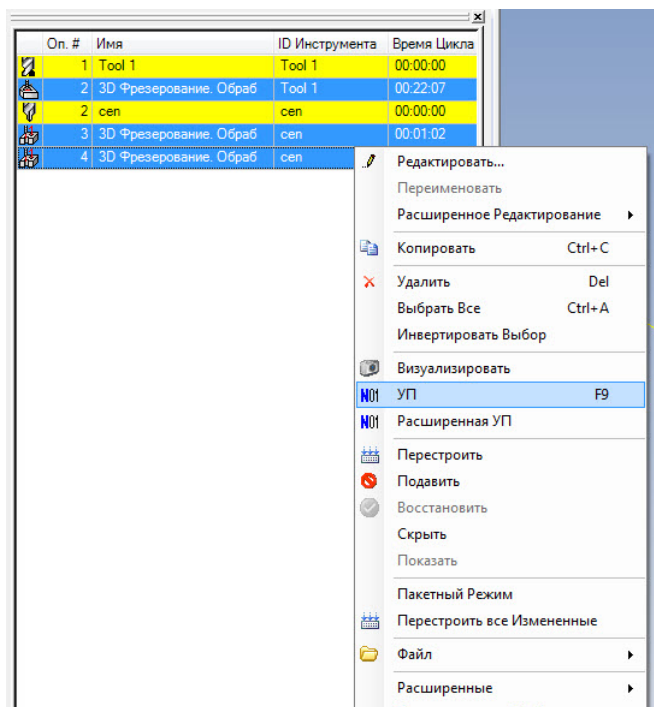 Оп. # Имя ID Инструмента Время Цикла
1 Tool 1 Tool 1 00:00:00
2 3D Фрезерование. Обраб Tool 1 00:22:07
2 cen cen 00:00:00
3 3D Фрезерование. Обраб cen 00:01:02
4 3D Фрезерование. Обраб cen
Редактировать...
Переименовать
Расширенное Редактирование
Копировать Ctrl+C
Удалить Del
Выбрать Все Ctrl+A
Инвертировать Выбор
Визуализировать
N01 УП F9
N01 Расширенная УП
Перестроить
Подавить
Восстановить
Скрыть
Показать
Пакетный Режим
Перестроить все Измененные
Файл
Расширенные